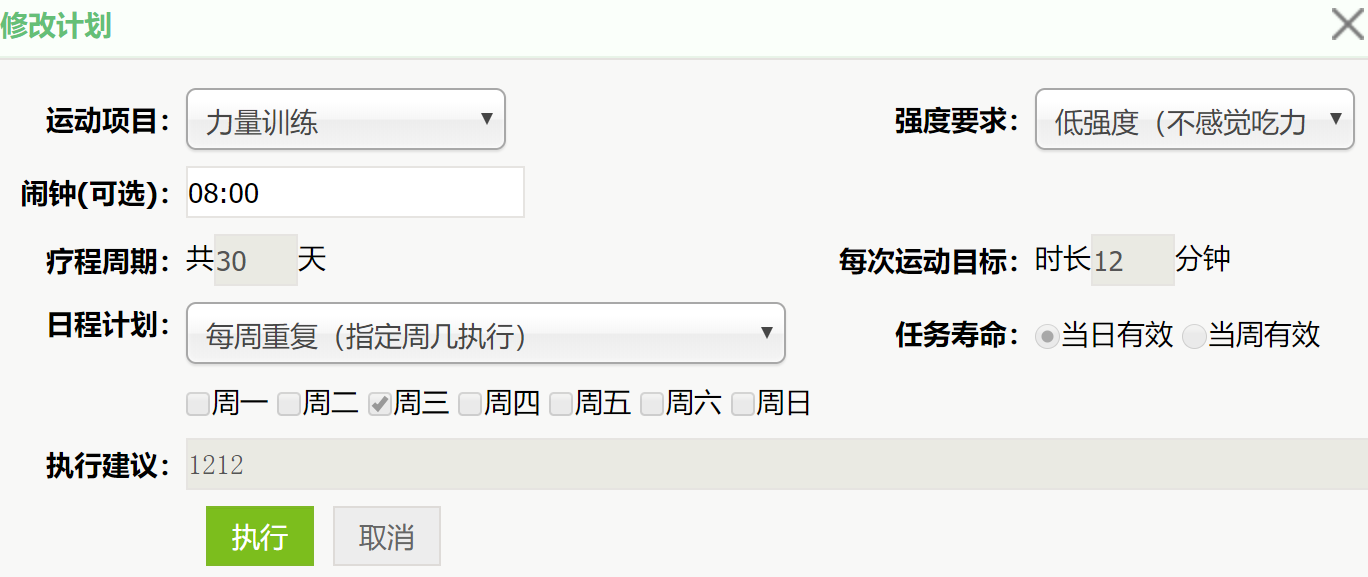 修改计划
运动项目： 力量训练 强度要求： 低强度（不感觉吃力
闹钟(可选)： 08:00
疗程周期： 共30天 每次运动目标： 时长12分钟
日程计划： 每周重复（指定周几执行） 任务寿命： 当日有效 当周有效
周一 周二 周三 周四 周五 周六 周日
执行建议： 1212
执行 取消